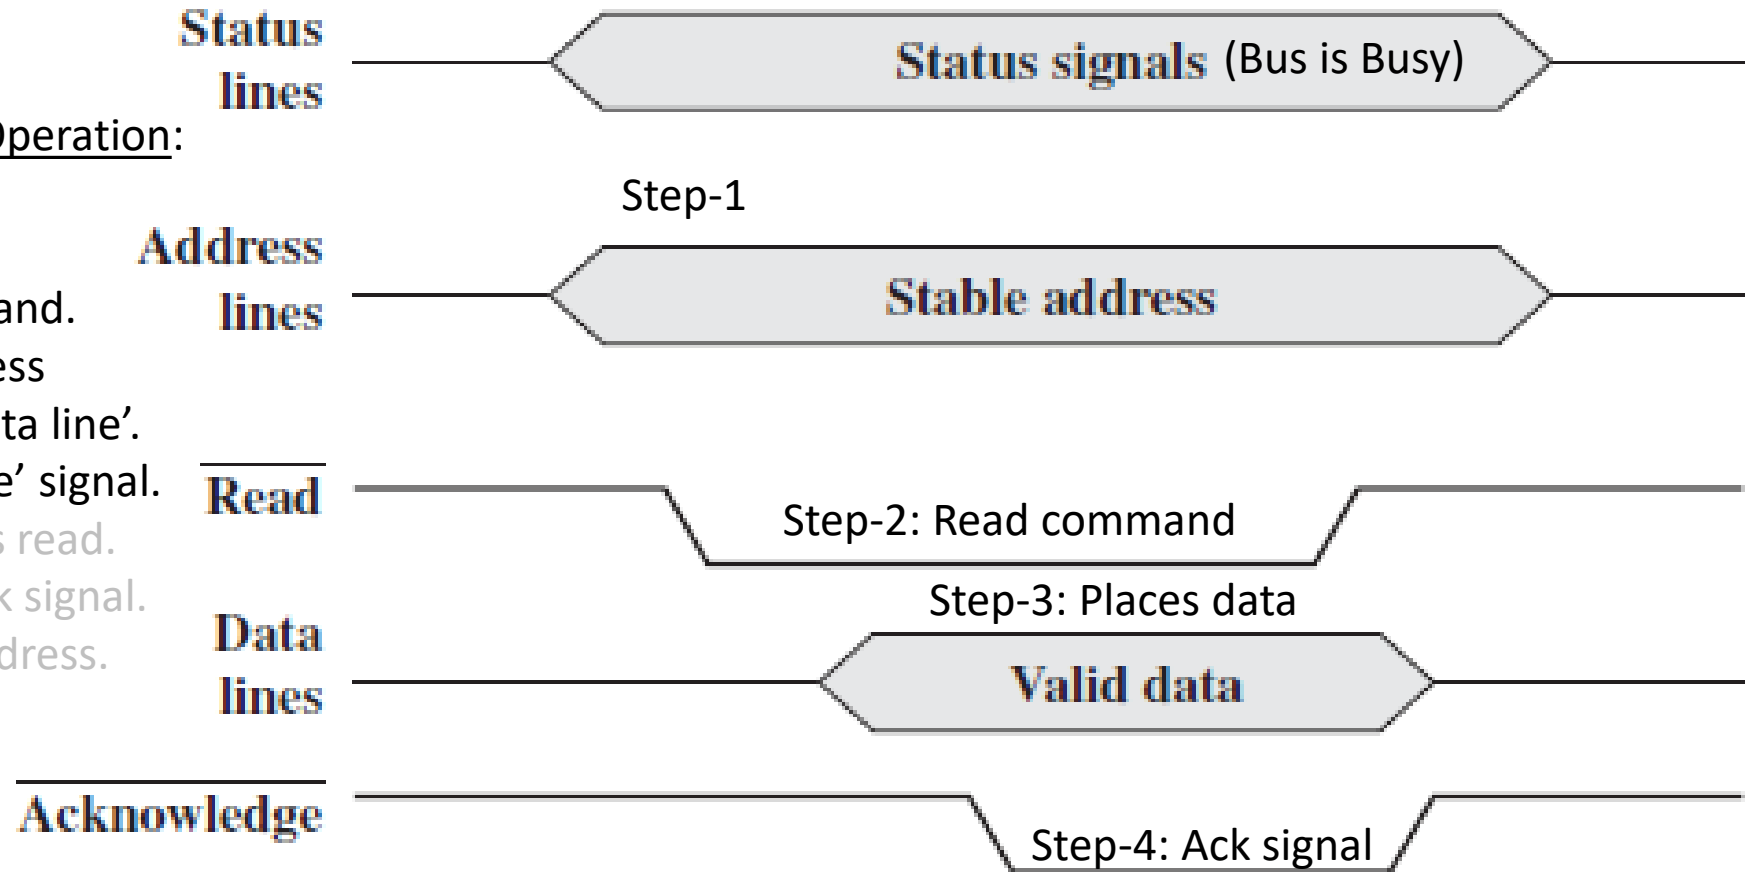 Status
lines
Status signals (Bus is Busy)
Operation:
Step-1
Address
lines
Stable address
and.
ess
ta line’.
e’ signal.
s read.
k signal.
dress.
Read
Step-2: Read command
Step-3: Places data
Data
lines
Valid data
Acknowledge
Step-4: Ack signal